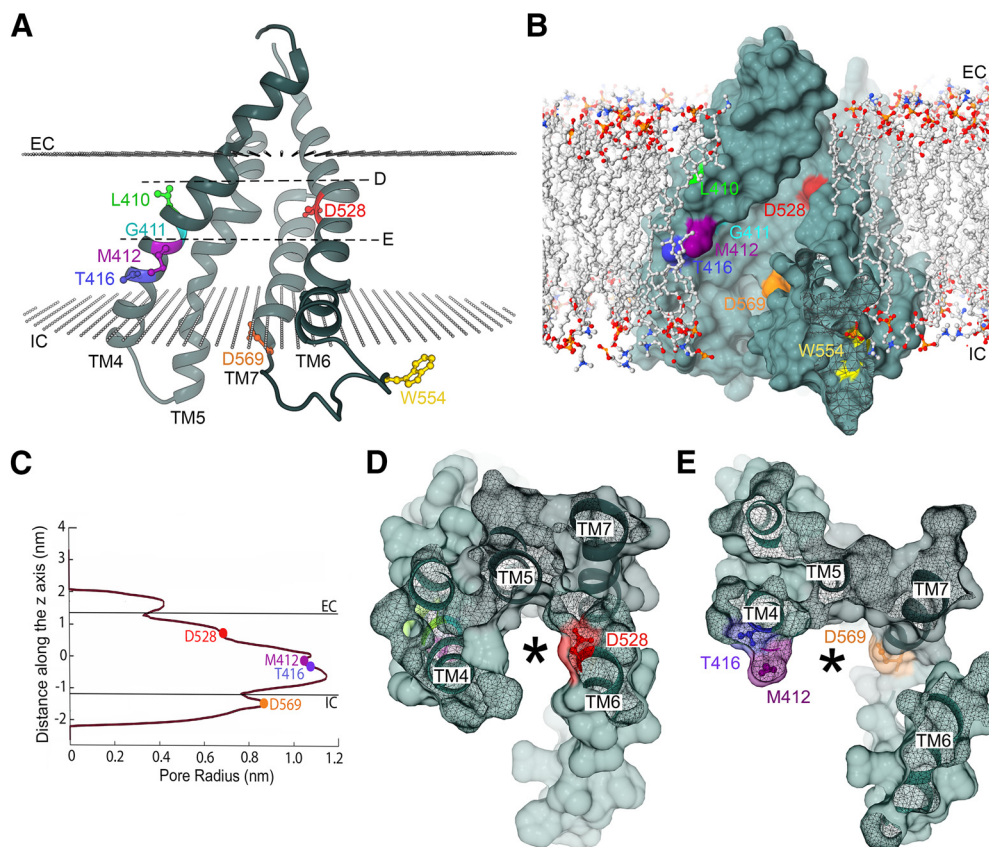 A
EC
D
L410
D528
G411
E
M412
T416
IC
D569
TM4
TM7
TM6
W554
TM5
B
EC
L410
D528
G411
M412
T416
D569
W554
IC
C
Distance along the z axis (nm)
4
3
2
1
0
-1
-2
EC
D528
M412
T416
IC
D569
0
0.2
0.4
0.6
0.8
1.0
1.2
Pore Radius (nm)
D
TM7
TM5
D528
*
TM4
TM6
E
TM5
TM7
TM4
D569
T416
*
M412
TM6